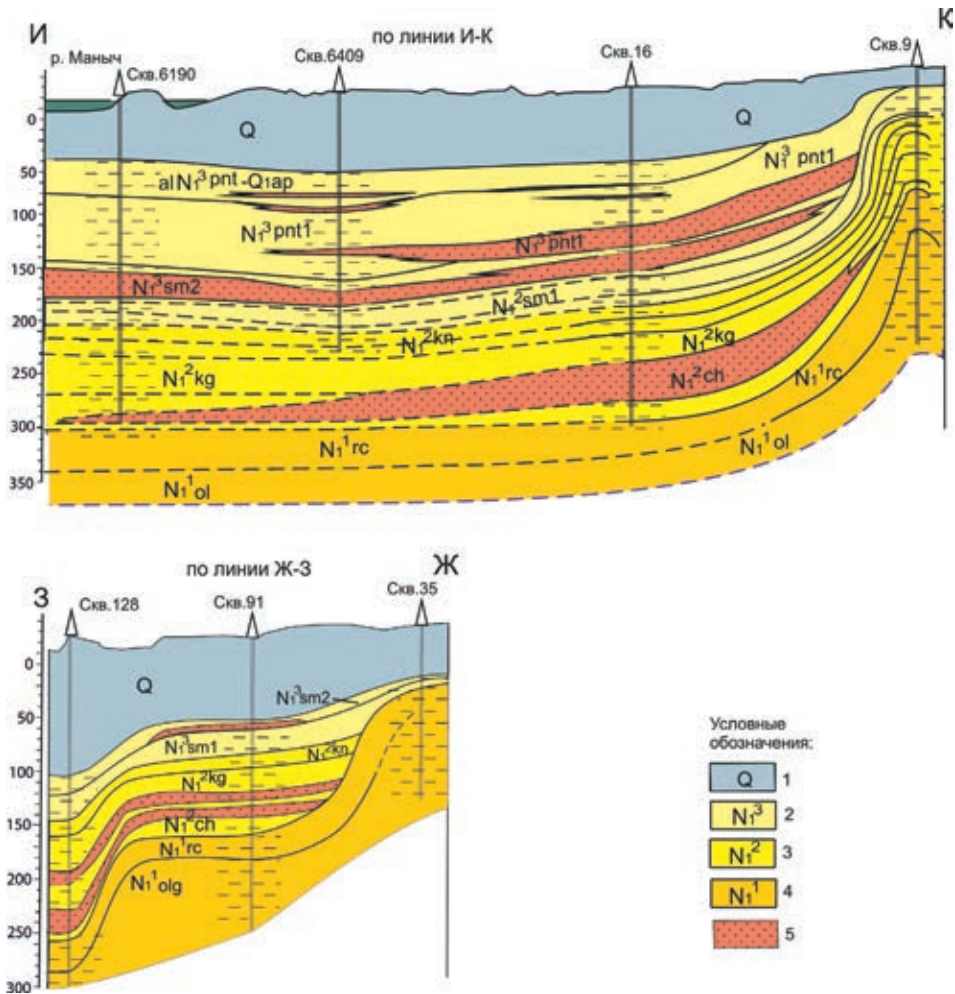 И
по линии И-К
К
р. Маныч
Скв.6190
Скв.6409
Скв.16
Скв.9
0
50
100
150
200
250
300
350
Q
Q
alN₁³pnt-Q₁ap
N₁³pnt1
N₁³pnt1
N₁³pnt1
N₁³sm2
N₁²sm1
N₁²kn
N₁²kg
N₁²kg
N₁²ch
N₁¹rc
N₁¹rc
N₁¹ol
N₁¹ol
З
по линии Ж-З
Ж
Скв.128
Скв.91
Скв.35
0
50
100
150
200
250
300
Q
N₁³sm2
N₁³sm1
N₁²kn
N₁²kg
N₁²ch
N₁¹rc
N₁¹olg
Условные
обозначения:
Q 1
N₁³ 2
N₁² 3
N₁¹ 4
5